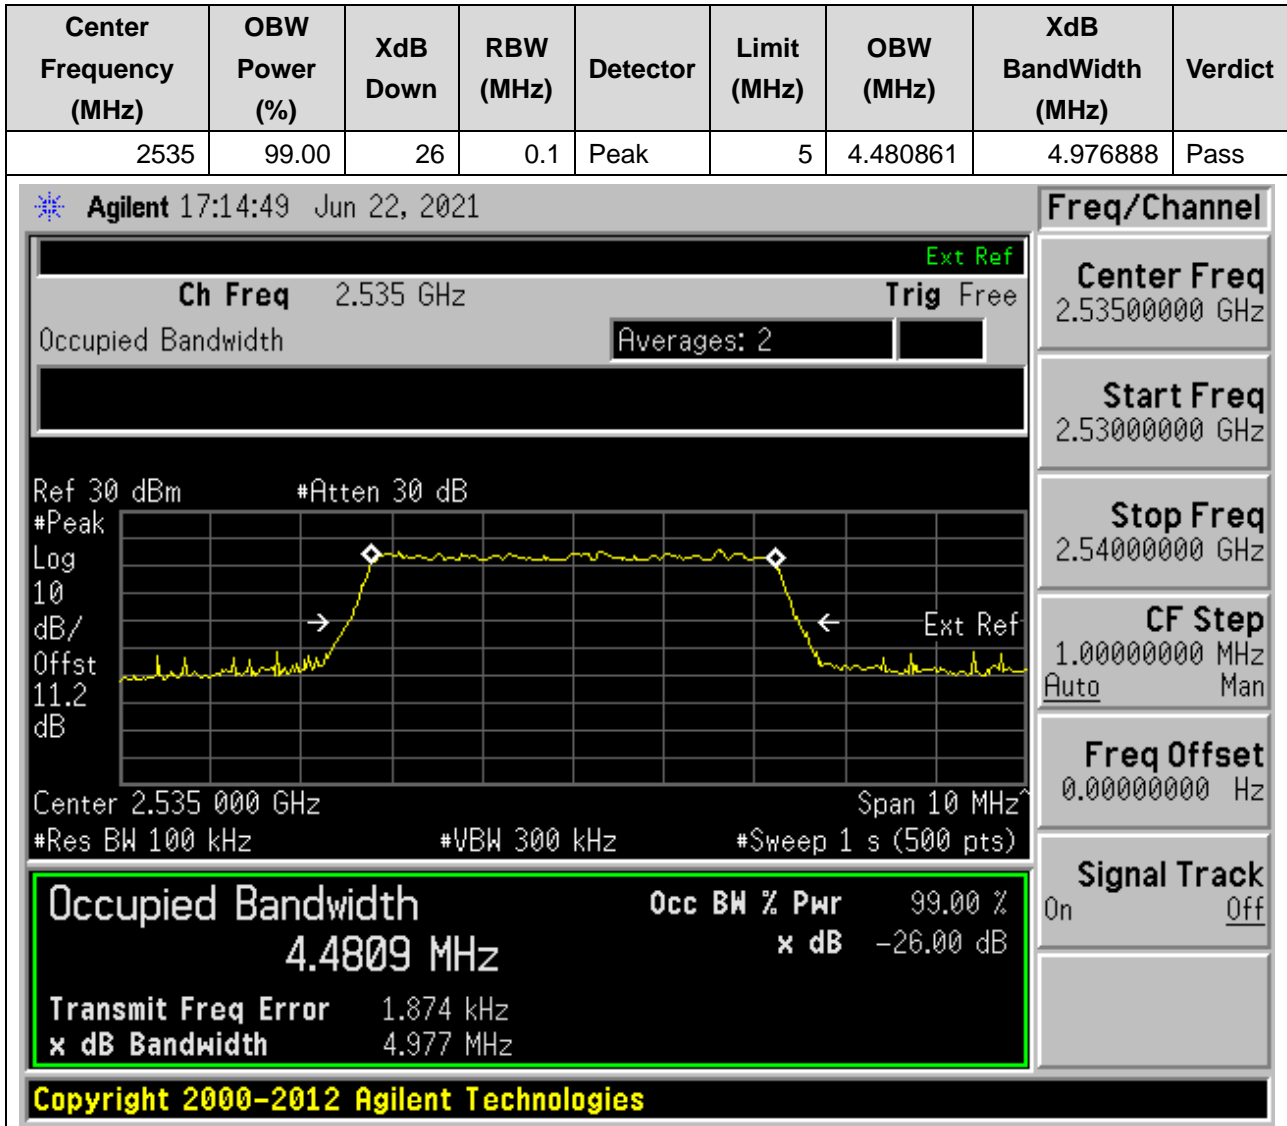 Center Frequency (MHz) OBW Power (%) XdB Down RBW (MHz) Detector Limit (MHz) OBW (MHz) XdB BandWidth (MHz) Verdict
2535 99.00 26 0.1 Peak 5 4.480861 4.976888 Pass
Agilent 17:14:49 Jun 22, 2021
Freq/Channel
Ext Ref
Ch Freq 2.535 GHz Trig Free
Occupied Bandwidth Averages: 2
Center Freq
2.53500000 GHz
Start Freq
2.53000000 GHz
Stop Freq
2.54000000 GHz
CF Step
1.00000000 MHz
Auto Man
Freq Offset
0.00000000 Hz
Signal Track
On Off
Ref 30 dBm #Atten 30 dB
#Peak
Log
10
dB/
Offst
11.2
dB
Ext Ref
Center 2.535 000 GHz Span 10 MHz^
#Res BW 100 kHz #VBW 300 kHz #Sweep 1 s (500 pts)
Occupied Bandwidth Occ BW % Pwr 99.00 %
4.4809 MHz x dB -26.00 dB
Transmit Freq Error 1.874 kHz
x dB Bandwidth 4.977 MHz
Copyright 2000-2012 Agilent Technologies